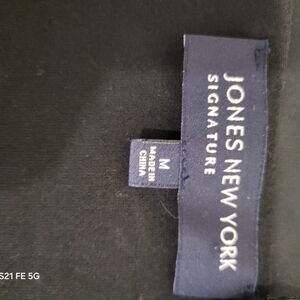 JONES NEW YORK
SIGNATURE
M
MADE IN
CHINA
S21 FE 5G